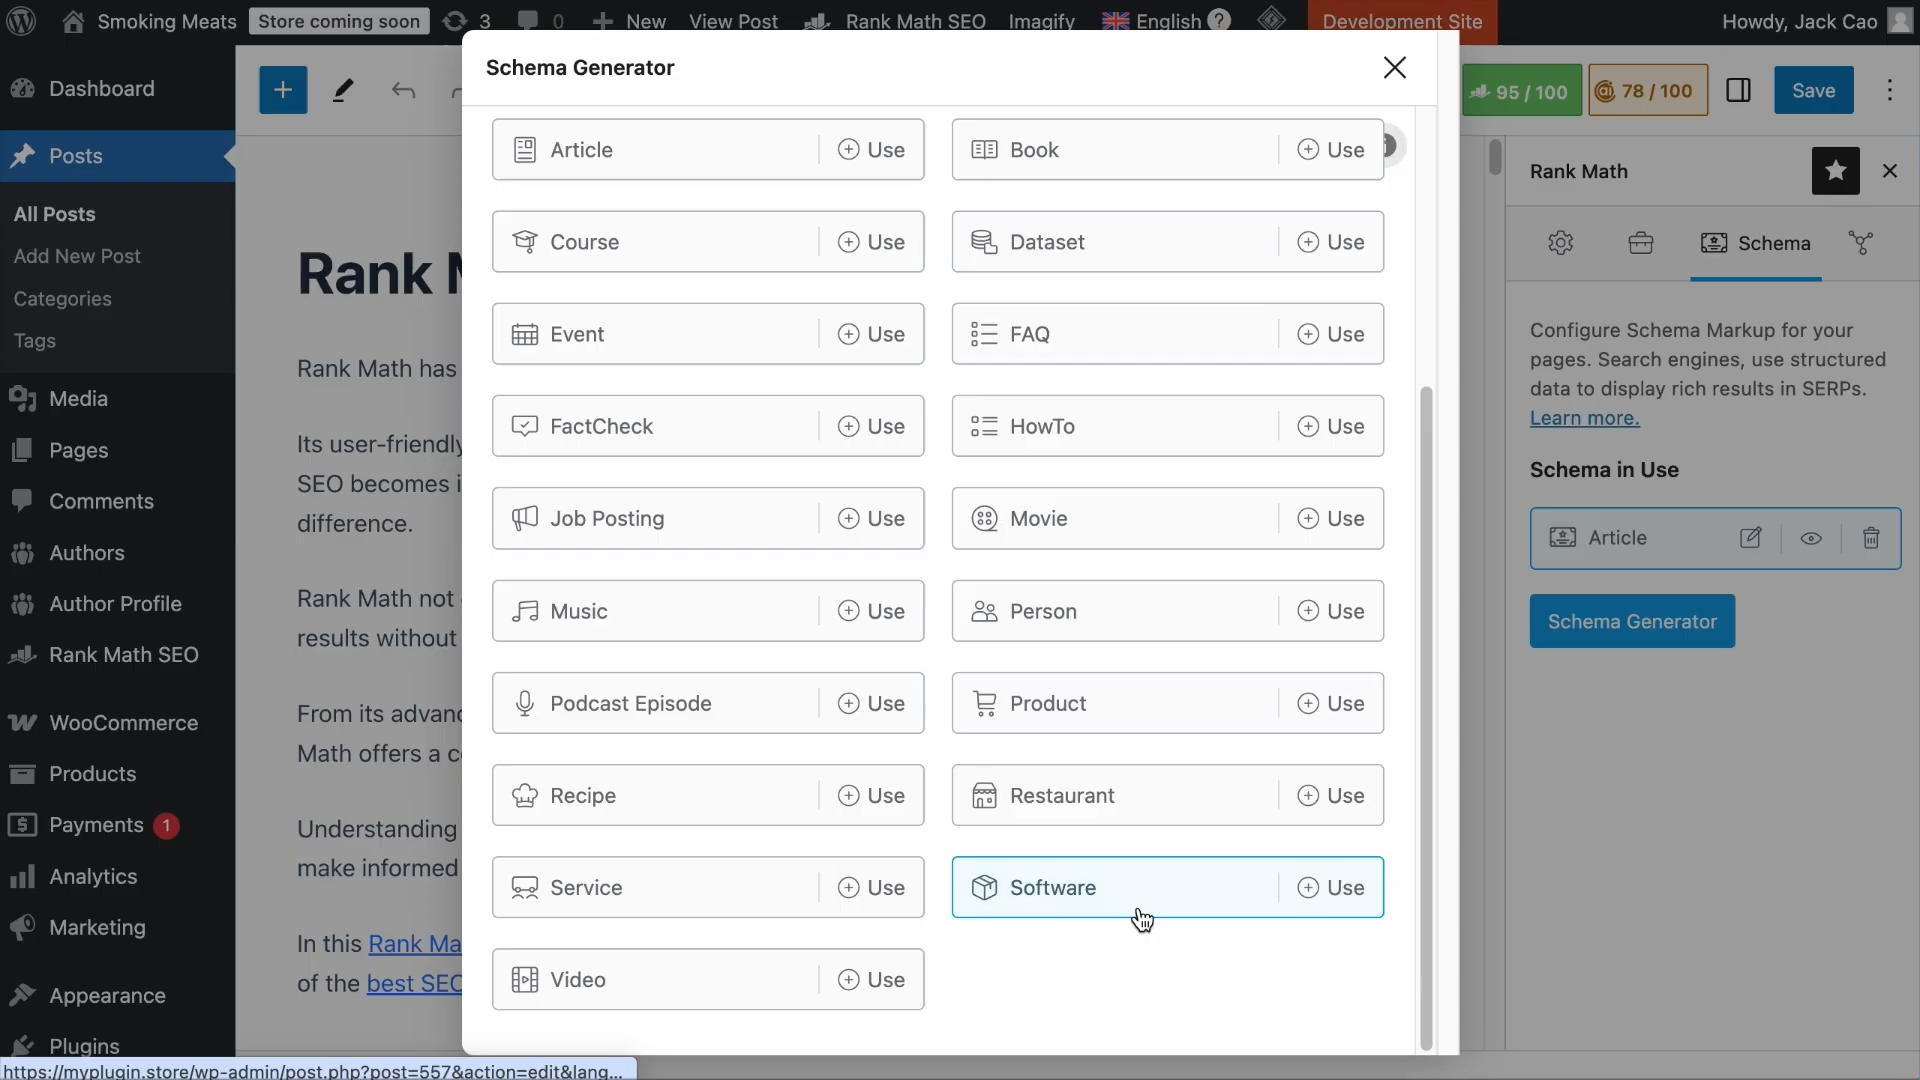 Smoking Meats
Store coming soon
3
0
New
View Post
Rank Math SEO
Imagify
English
Development Site
Howdy, Jack Cao
Dashboard
Posts
All Posts
Add New Post
Categories
Tags
Media
Pages
Comments
Authors
Author Profile
Rank Math SEO
WooCommerce
Products
Payments 1
Analytics
Marketing
Appearance
Plugins
Rank
Rank Math has
Its user-friendly
SEO becomes
difference.
Rank Math not
results without
From its
Math offers a
Understanding
make informed
In this Rank
of the best
Schema Generator
Article
Use
Book
Use
Course
Use
Dataset
Use
Event
Use
FAQ
Use
FactCheck
Use
HowTo
Use
Job Posting
Use
Movie
Use
Music
Use
Person
Use
Podcast Episode
Use
Product
Use
Recipe
Use
Restaurant
Use
Service
Use
Software
Use
Video
Use
95 / 100
78 / 100
Save
Rank Math
Schema
Configure Schema Markup for your
pages. Search engines, use structured
data to display rich results in SERPs.
Learn more.
Schema in Use
Article
Schema Generator
https://myplugin.store/wp-admin/post.php?post=557&action=edit&lang...